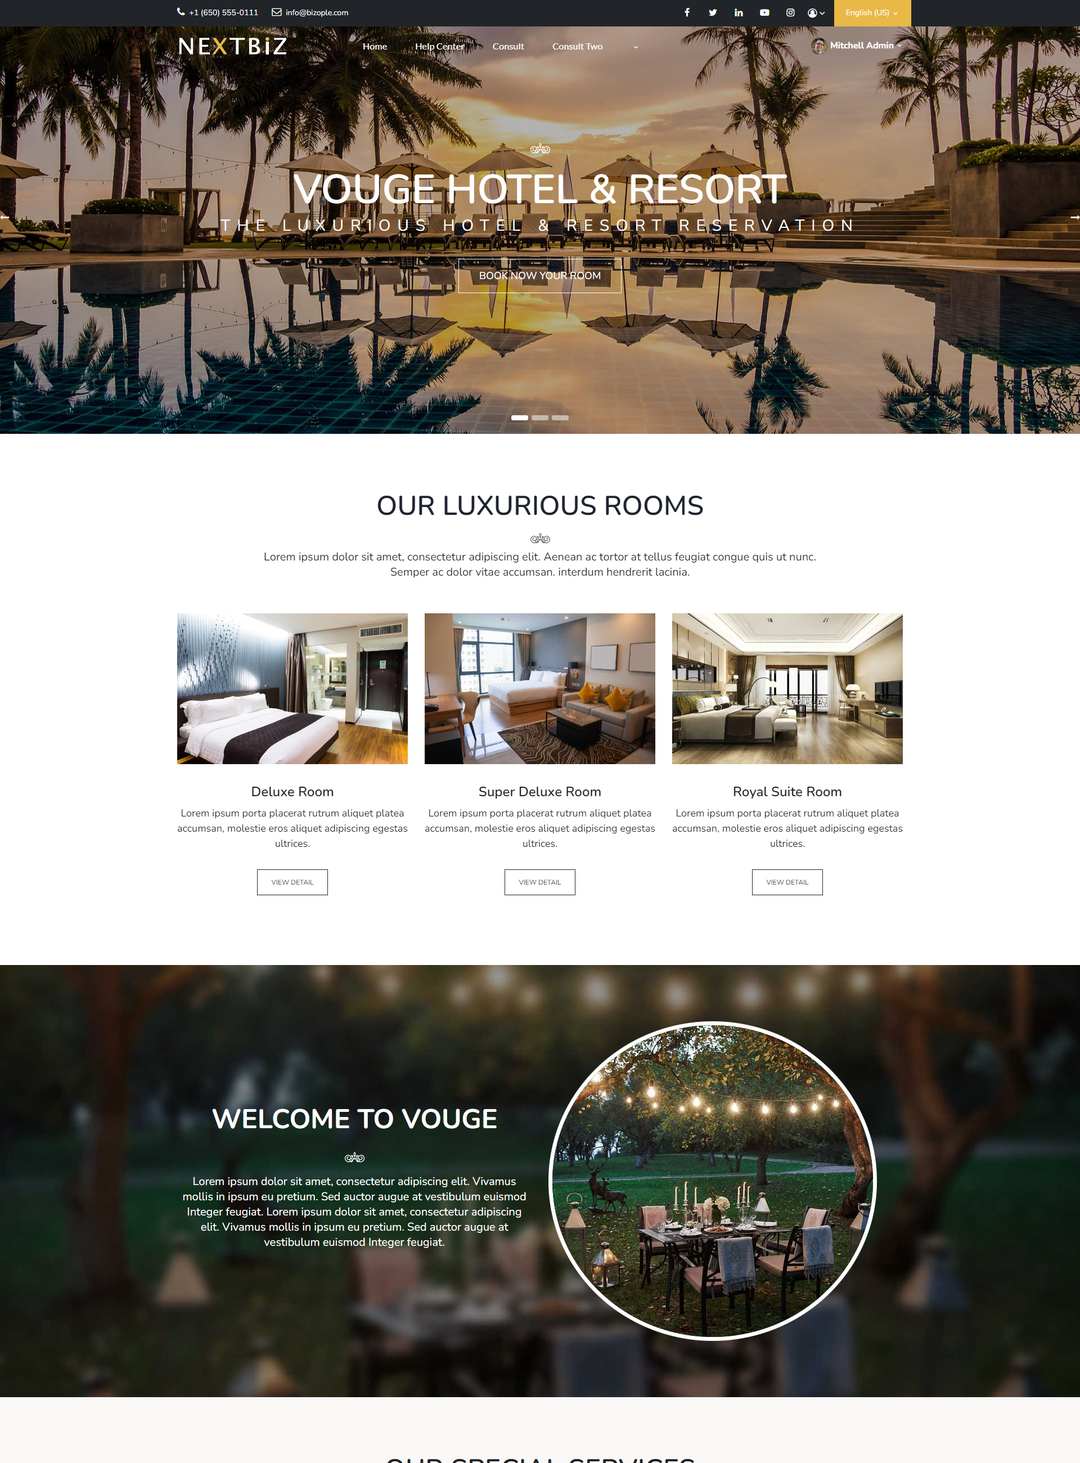 +1 (650) 555-0111
info@bizople.com
English (US)
NEXTBIZ
Home
Help Center
Consult
Consult Two
Mitchell Admin
VOUGE HOTEL & RESORT
THE LUXURIOUS HOTEL & RESORT RESERVATION
BOOK NOW YOUR ROOM
OUR LUXURIOUS ROOMS
Lorem ipsum dolor sit amet, consectetur adipiscing elit. Aenean ac tortor at tellus feugiat congue quis ut nunc.
Semper ac dolor vitae accumsan. interdum hendrerit lacinia.
Deluxe Room
Lorem ipsum porta placerat rutrum aliquet platea
accumsan, molestie eros aliquet adipiscing egestas
ultrices.
VIEW DETAIL
Super Deluxe Room
Lorem ipsum porta placerat rutrum aliquet platea
accumsan, molestie eros aliquet adipiscing egestas
ultrices.
VIEW DETAIL
Royal Suite Room
Lorem ipsum porta placerat rutrum aliquet platea
accumsan, molestie eros aliquet adipiscing egestas
ultrices.
VIEW DETAIL
WELCOME TO VOUGE
Lorem ipsum dolor sit amet, consectetur adipiscing elit. Vivamus
mollis in ipsum eu pretium. Sed auctor augue at vestibulum euismod
Integer feugiat. Lorem ipsum dolor sit amet, consectetur adipiscing
elit. Vivamus mollis in ipsum eu pretium. Sed auctor augue at
vestibulum euismod Integer feugiat.
OUR SPECIAL SERVICES